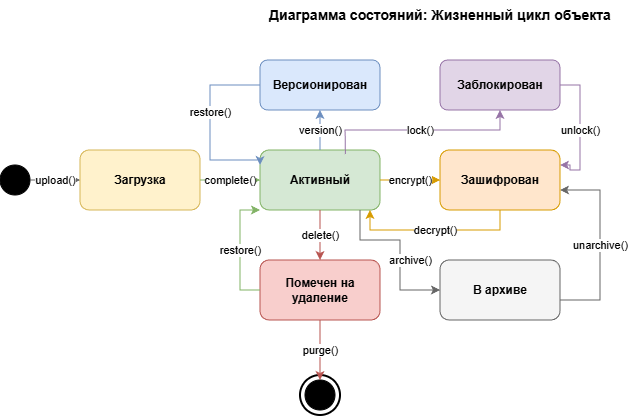 Диаграмма состояний: Жизненный цикл объекта
Версионирован
Заблокирован
restore()
version()
lock()
unlock()
upload()
Загрузка
complete()
Активный
encrypt()
Зашифрован
restore()
delete()
decrypt()
archive()
unarchive()
Помечен на
удаление
В архиве
purge()